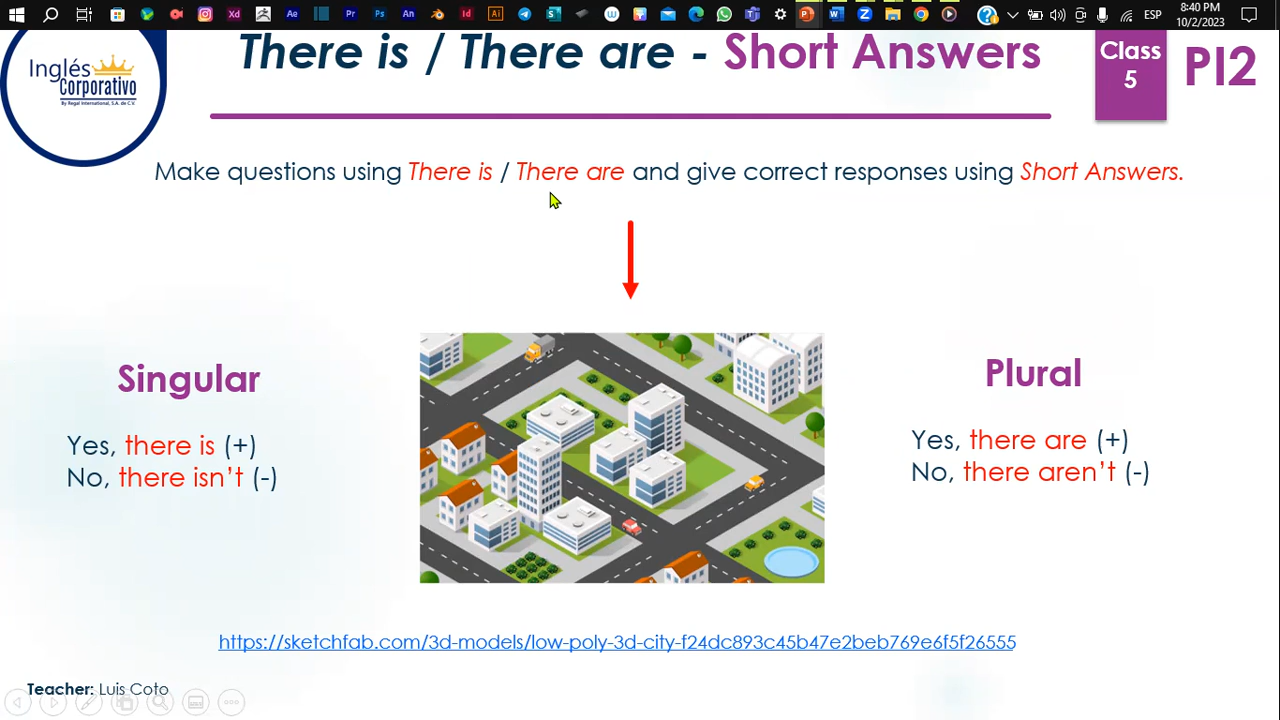 ESP
8:46 PM
10/2/2023
There is / There are - Short Answers
Class
5
PI2
Inglés
Corporativo
By Regal International, S.A. de C.V.
Make questions using There is / There are and give correct responses using Short Answers.
Singular
Yes, there is (+)
No, there isn't (-)
Plural
Yes, there are (+)
No, there aren't (-)
https://sketchfab.com/3d-models/low-poly-3d-city-f24dc893c45b47e2beb769e6f5f26555
Teacher: Luis Coto